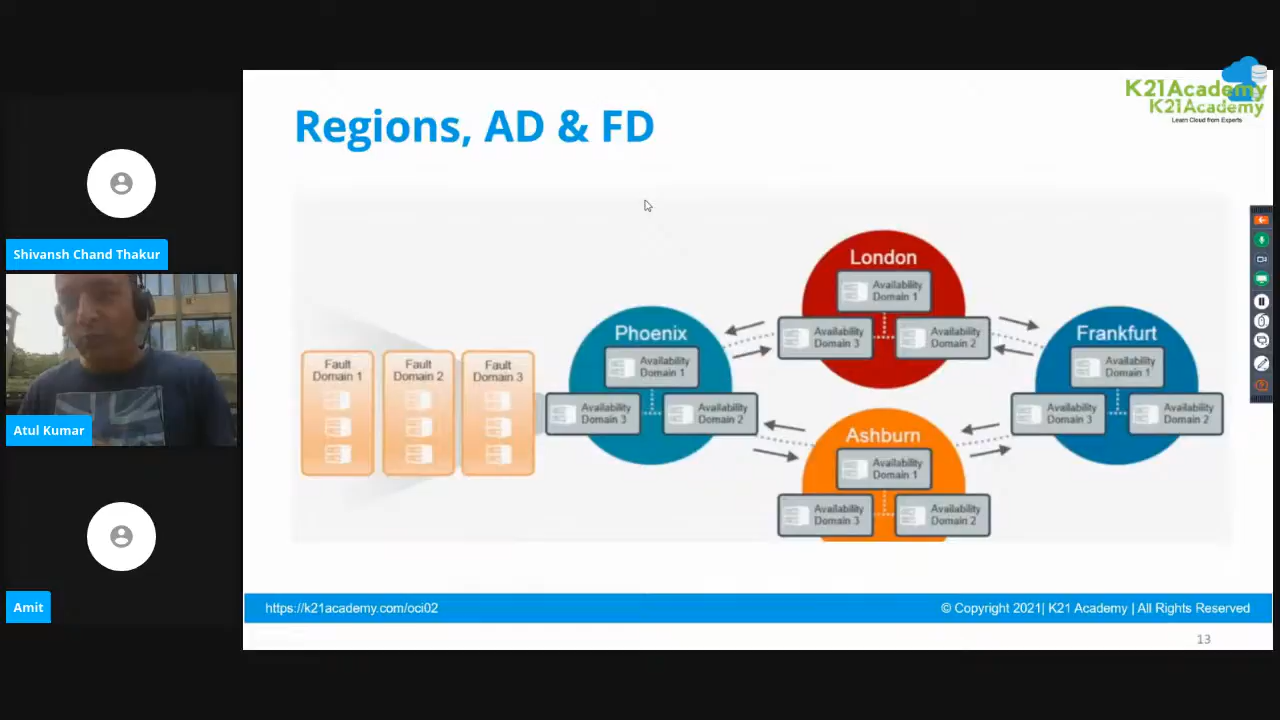 K21Academy
K21Academy
Learn Cloud from Experts
Regions, AD & FD
Shivansh Chand Thakur
Atul Kumar
Amit
Fault
Domain 1
Fault
Domain 2
Fault
Domain 3
Phoenix
Availability
Domain 1
Availability
Domain 3
Availability
Domain 2
London
Availability
Domain 1
Availability
Domain 3
Availability
Domain 2
Ashburn
Availability
Domain 1
Availability
Domain 3
Availability
Domain 2
Frankfurt
Availability
Domain 1
Availability
Domain 3
Availability
Domain 2
https://k21academy.com/oci02
© Copyright 2021| K21 Academy | All Rights Reserved
13